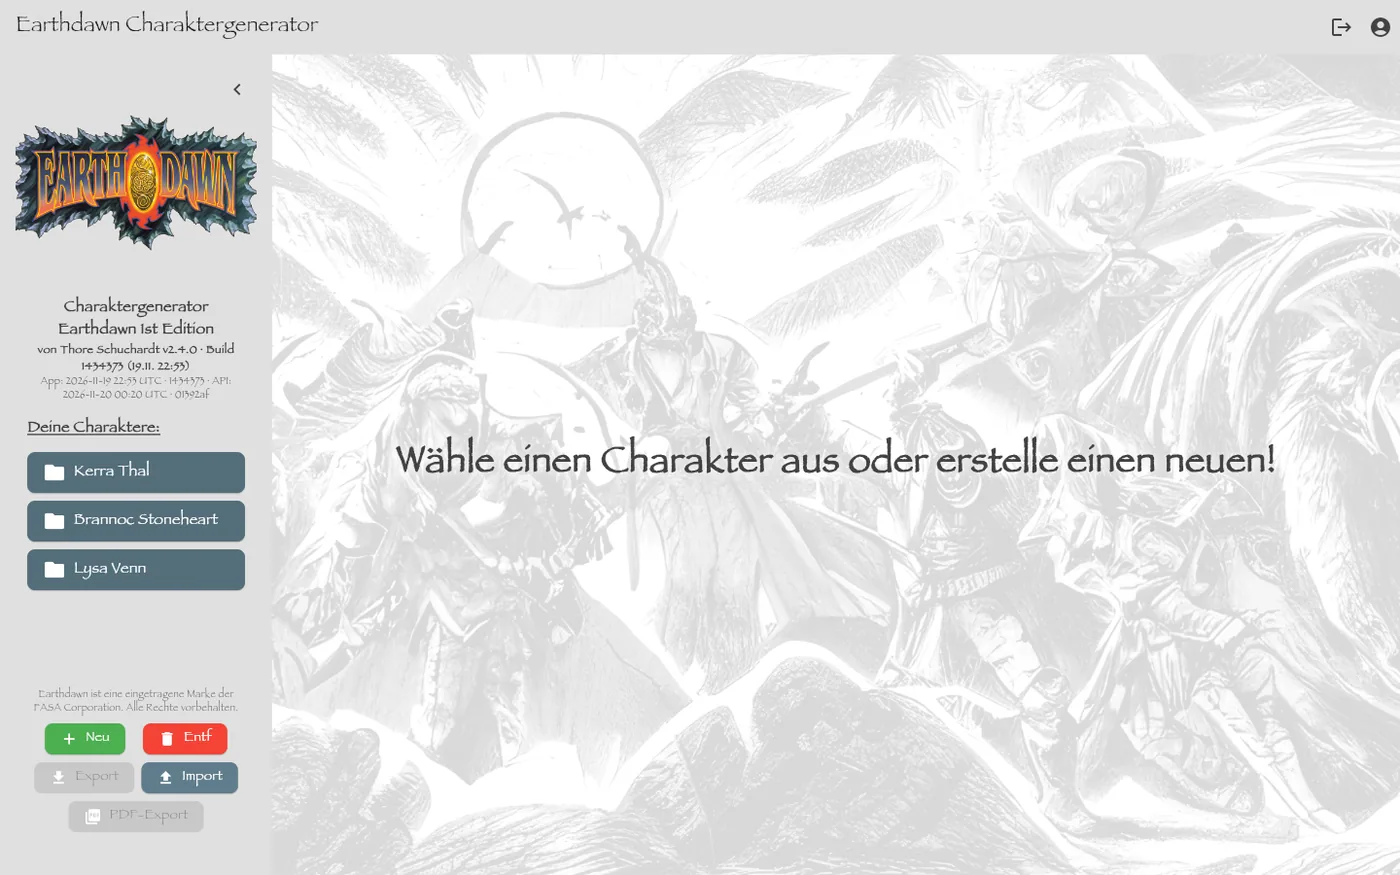 Earthdawn Charaktergenerator
EARTHDAWN
Charaktergenerator
Earthdawn 1st Edition
von Thore Schuchardt v2.4.0 · Build
1434373 (19.11. 22:53)
App: 2026-11-19 22:53 UTC · 1434373 · API:
2026-11-20 00:20 UTC · 01392af
Deine Charaktere:
Kerra Thal
Brannoc Stoneheart
Lysa Venn
Wähle einen Charakter aus oder erstelle einen neuen!
Earthdawn ist eine eingetragene Marke der
FASA Corporation. Alle Rechte vorbehalten.
Neu
Entf
Export
Import
PDF-Export